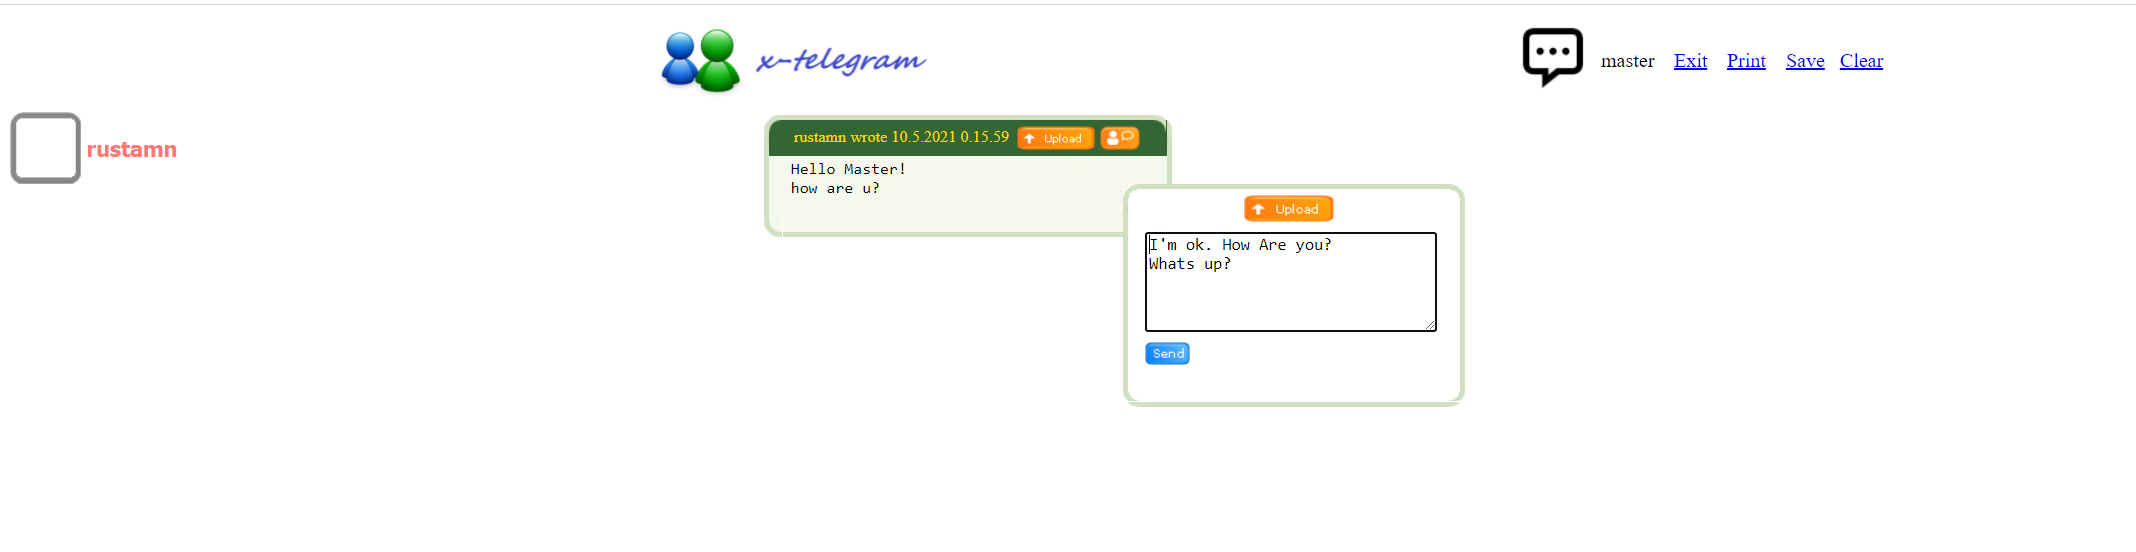 x-telegram
master Exit Print Save Clear
rustamn
rustamn wrote 10.5.2021 0.15.59 Upload
Hello Master!
how are u?
Upload
I'm ok. How Are you?
Whats up?
Send